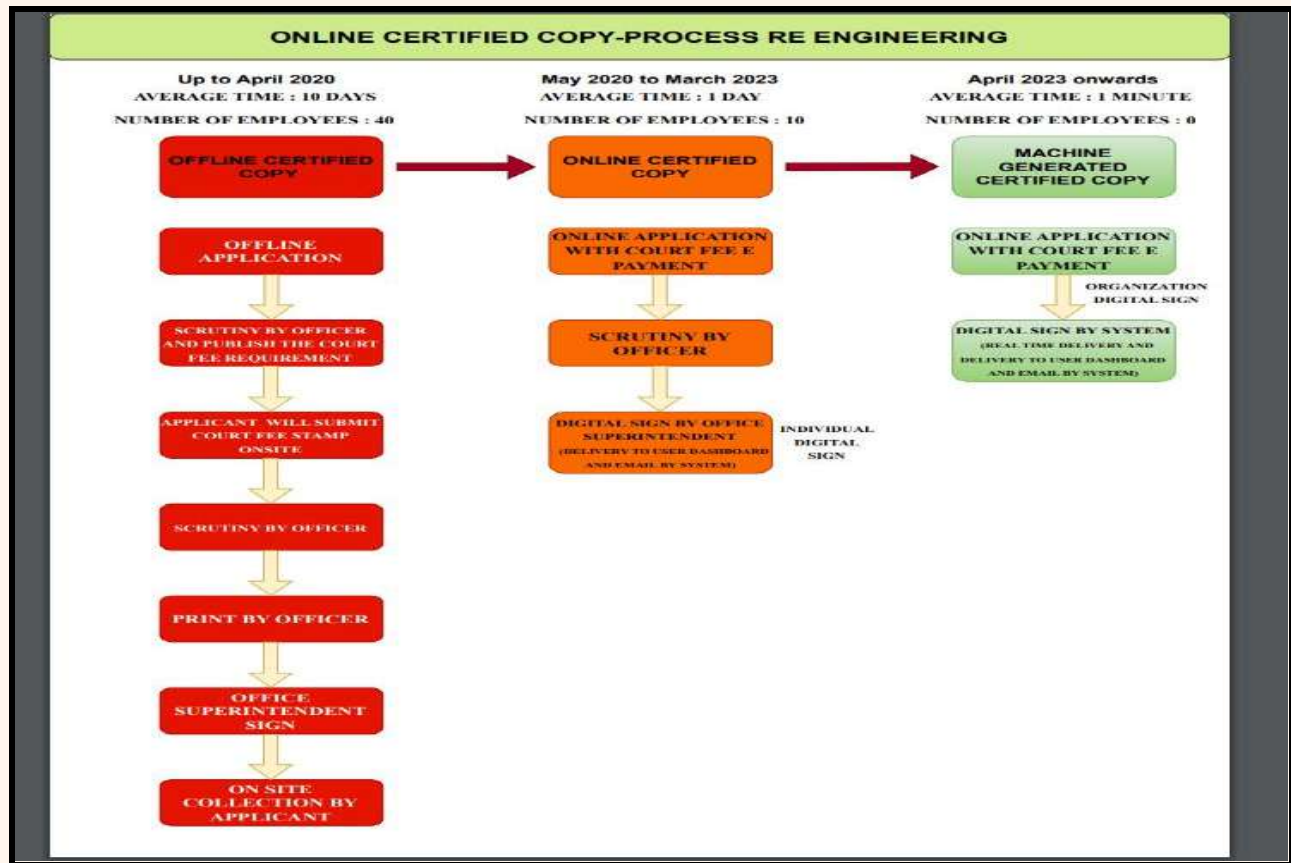 ONLINE CERTIFIED COPY-PROCESS RE ENGINEERING
Up to April 2020
AVERAGE TIME : 10 DAYS
NUMBER OF EMPLOYEES : 40
OFFLINE CERTIFIED
COPY
OFFLINE
APPLICATION
SCRUTINY BY OFFICER
AND PUBLISH THE COURT
FEE REQUIREMENT
APPLICANT WILL SUBMIT
COURT FEE STAMP
ONSITE
SCRUTINY BY OFFICER
PRINT BY OFFICER
OFFICE
SUPERINTENDENT
SIGN
ON SITE
COLLECTION BY
APPLICANT
May 2020 to March 2023
AVERAGE TIME : 1 DAY
NUMBER OF EMPLOYEES : 10
ONLINE CERTIFIED
COPY
ONLINE APPLICATION
WITH COURT FEE E
PAYMENT
SCRUTINY BY
OFFICER
DIGITAL SIGN BY OFFICE
SUPERINTENDENT
(DELIVERY TO USER DASHBOARD
AND EMAIL BY SYSTEM)
INDIVIDUAL
DIGITAL
SIGN
April 2023 onwards
AVERAGE TIME : 1 MINUTE
NUMBER OF EMPLOYEES : 0
MACHINE
GENERATED
CERTIFIED COPY
ONLINE APPLICATION
WITH COURT FEE E
PAYMENT
ORGANIZATION
DIGITAL SIGN
DIGITAL SIGN BY SYSTEM
(REAL TIME DELIVERY AND
DELIVERY TO USER DASHBOARD
AND EMAIL BY SYSTEM)